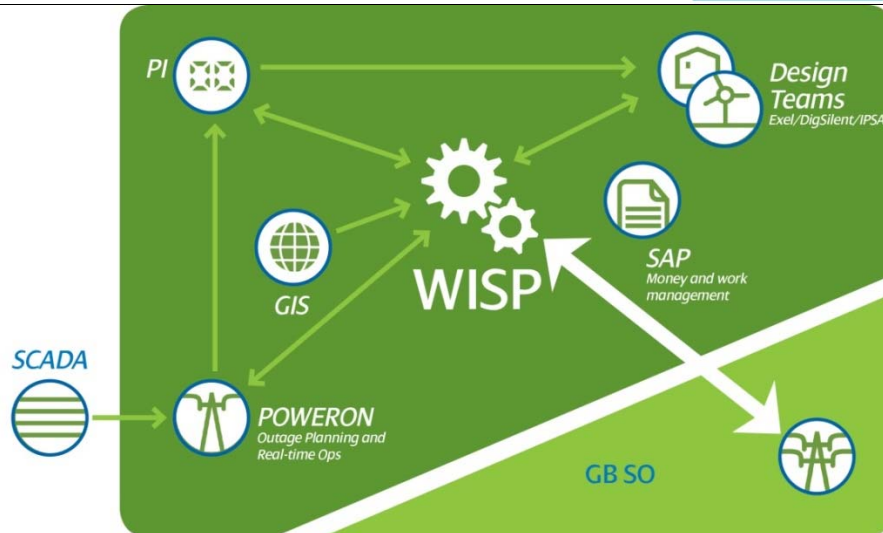 PI
Design
Teams
Exel/DigSilent/IPSA
GIS
WISP
SAP
Money and work
management
SCADA
POWERON
Outage Planning and
Real-time Ops
GB SO